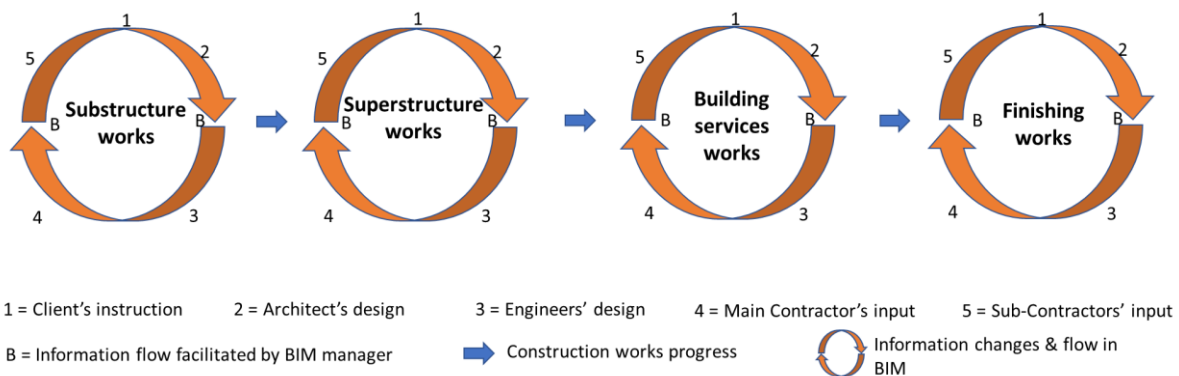 1
1
1
1
5
2
5
2
5
2
5
2
Substructure
works
B
B
Superstructure
works
B
B
Building
services
works
B
B
Finishing
works
B
B
4
3
4
3
4
3
4
3
1 = Client's instruction
2 = Architect's design
3 = Engineers' design
4 = Main Contractor's input
5 = Sub-Contractors' input
B = Information flow facilitated by BIM manager
Construction works progress
Information changes & flow in
BIM